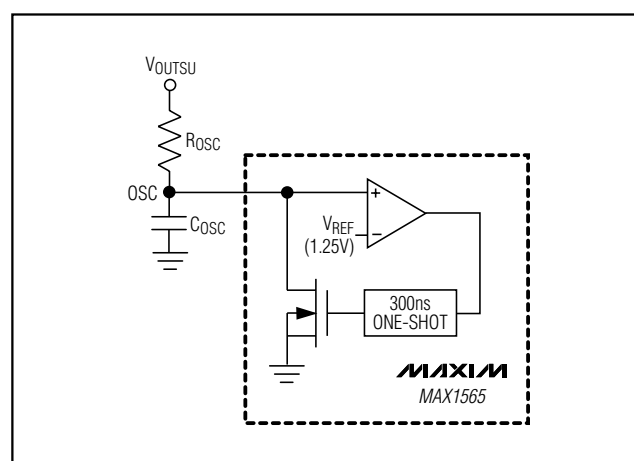 VOUTSU
ROSC
OSC
COSC
+
VREF
(1.25V)
−
300ns
ONE-SHOT
MAXIM
MAX1565